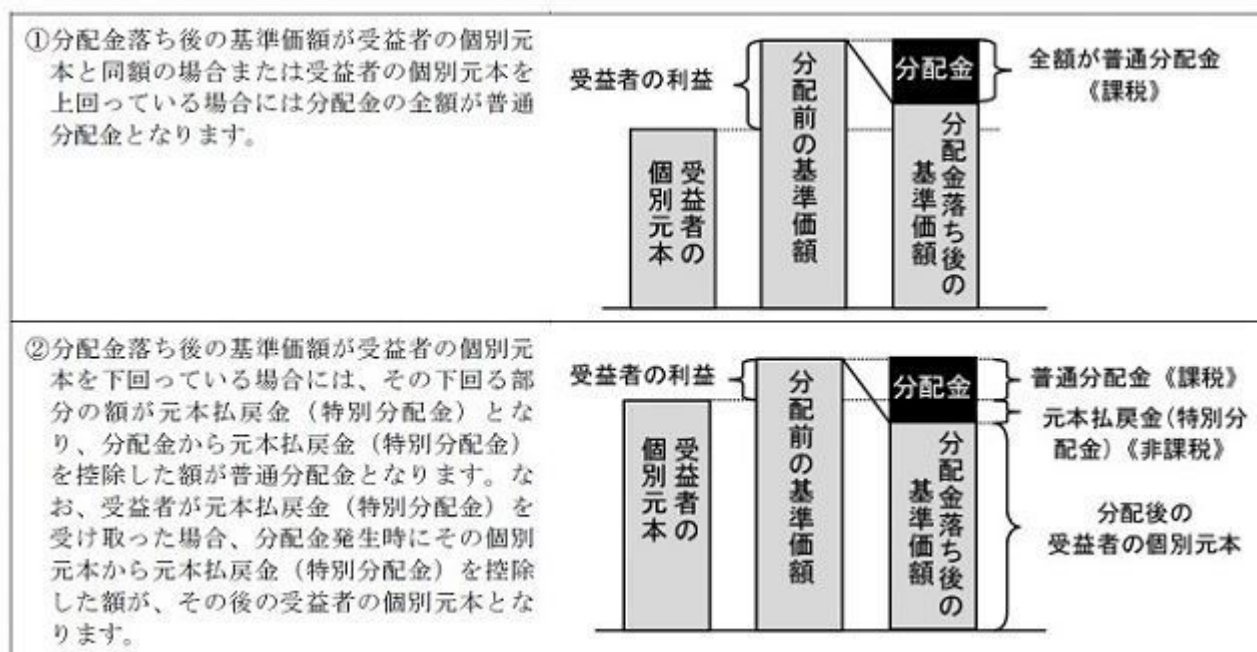 ①分配金落ち後の基準価額が受益者の個別元
本と同額の場合または受益者の個別元本を
上回っている場合には分配金の全額が普通
分配金となります。
受益者の利益
受益者の
個別元本
分配前の基準価額
分配金
分配金落ち後の
基準価額
全額が普通分配金
《課税》
②分配金落ち後の基準価額が受益者の個別元
本を下回っている場合には、その下回る部
分の額が元本払戻金（特別分配金）とな
り、分配金から元本払戻金（特別分配金）
を控除した額が普通分配金となります。な
お、受益者が元本払戻金（特別分配金）を
受け取った場合、分配金発生時にその個別
元本から元本払戻金（特別分配金）を控除
した額が、その後の受益者の個別元本とな
ります。
受益者の利益
受益者の
個別元本
分配前の基準価額
分配金
分配金落ち後の
基準価額
普通分配金《課税》
元本払戻金(特別分
配金)《非課税》
分配後の
受益者の個別元本